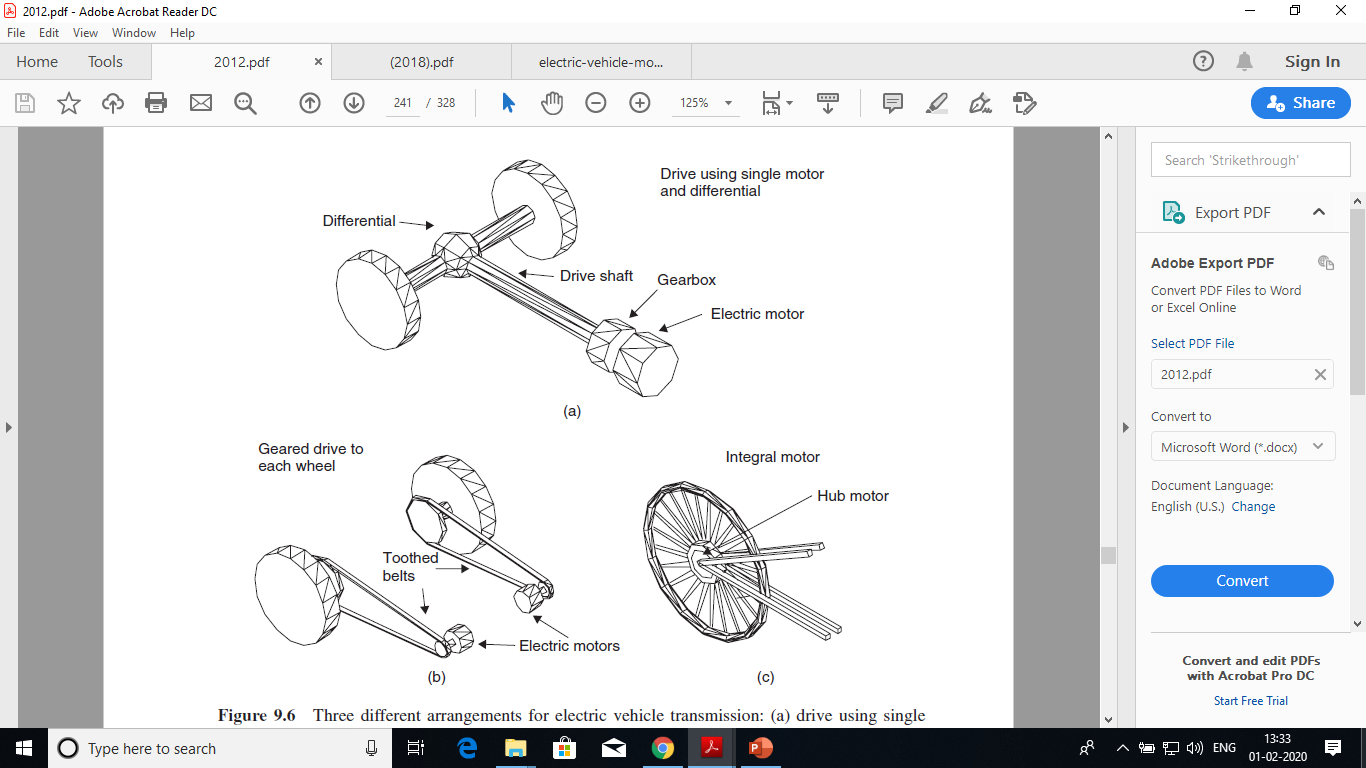 2012.pdf - Adobe Acrobat Reader DC
File Edit View Window Help
Home Tools 2012.pdf × (2018).pdf electric-vehicle-mo... ? Sign In
241 / 328 125% Share
Drive using single motor
and differential
Differential
Drive shaft
Gearbox
Electric motor
(a)
Geared drive to
each wheel
Toothed
belts
Electric motors
(b)
Integral motor
Hub motor
(c)
Figure 9.6 Three different arrangements for electric vehicle transmission: (a) drive using single
Search 'Strikethrough'
Export PDF
Adobe Export PDF
Convert PDF Files to Word
or Excel Online
Select PDF File
2012.pdf
Convert to
Microsoft Word (*.docx)
Document Language:
English (U.S.) Change
Convert
Convert and edit PDFs
with Acrobat Pro DC
Start Free Trial
Type here to search
ENG
13:33
01-02-2020